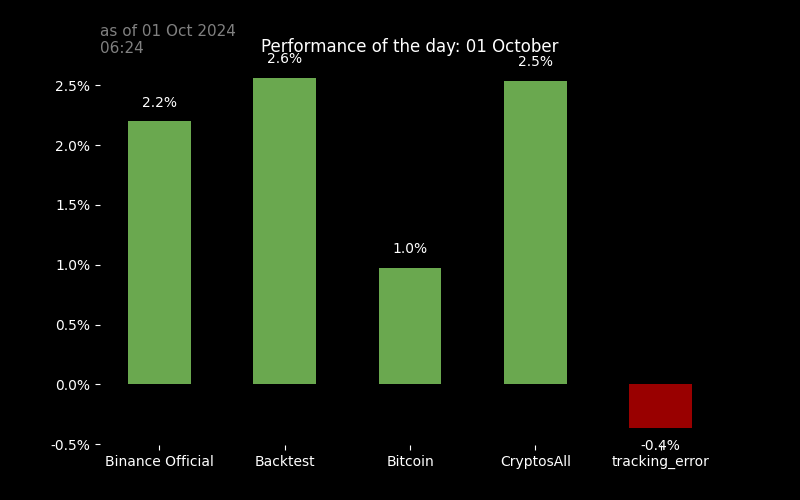 as of 01 Oct 2024
06:24
Performance of the day: 01 October
2.6%
2.5%
2.5%
2.2%
2.0%
1.5%
1.0%
1.0%
0.5%
0.0%
-0.5%
-0.4%
Binance Official
Backtest
Bitcoin
CryptosAll
tracking_error